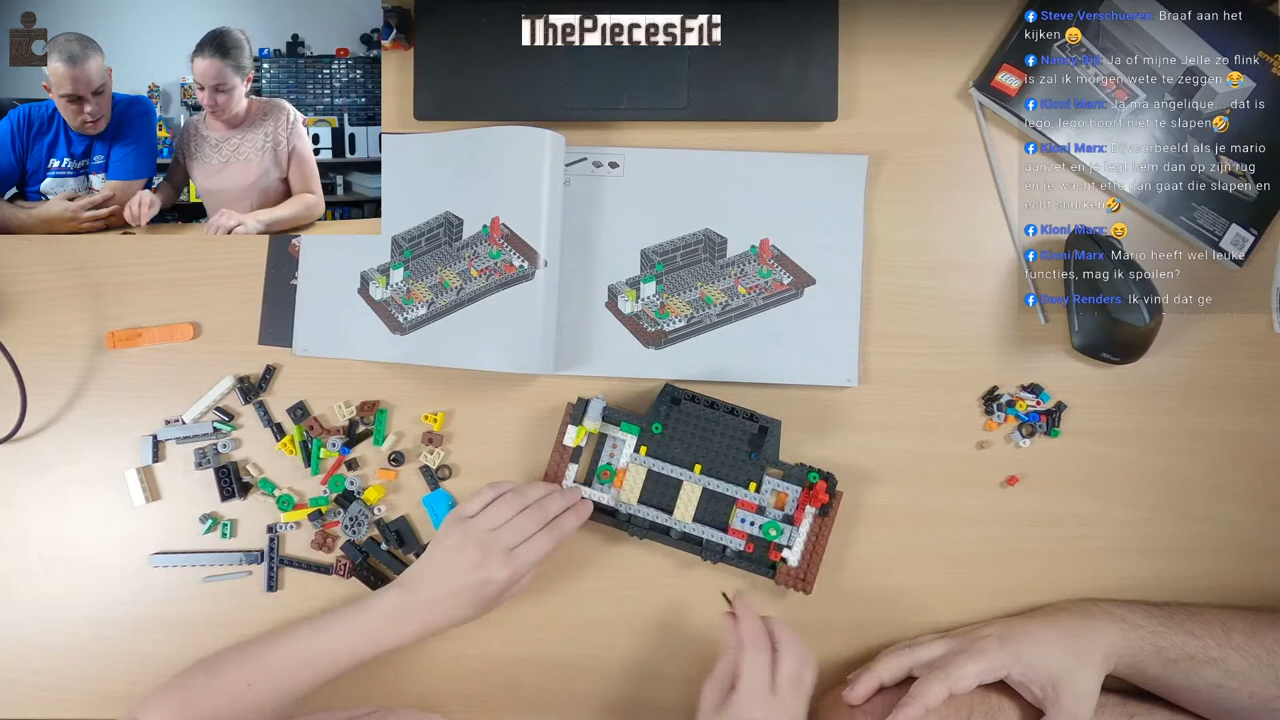 ThePiecesFit
LEGO
8
Steve Verschueren: Braaf aan het
kijken 😄
Ja of mijne Jelle zo flink
is zal ik morgen wete te zeggen 😂
Kloni Marx: Ja ma angelique ... dat is
lego, lego hoort niet te slapen🤣
Kloni Marx: Bijvoorbeeld als je mario
aanzet en je legt hem dan op zijn rug
en je wacht effe dan gaat die slapen en
echt snurken🤣
Kloni Marx: 😆
Kloni Marx: Mario heeft wel leuke
functies, mag ik spoilen?
Davy Renders: Ik vind dat ge